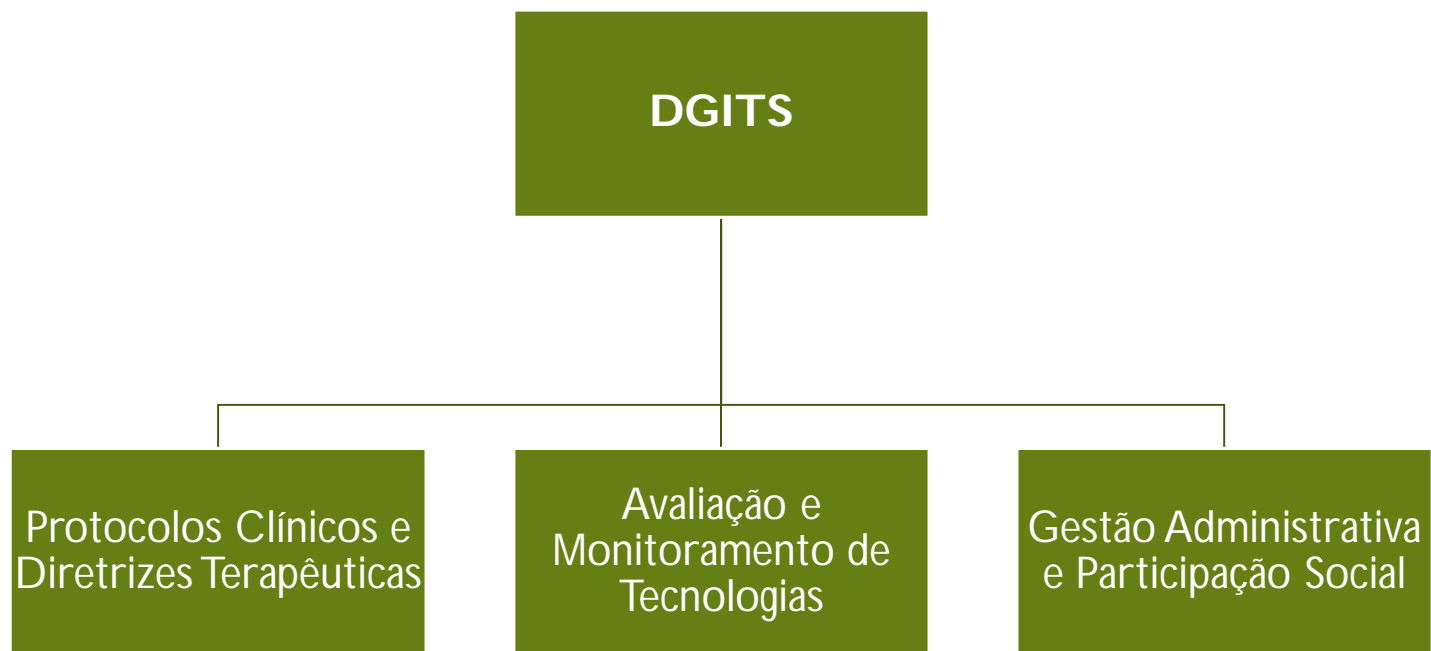 DGITS
Protocolos Clínicos e
Diretrizes Terapêuticas
Avaliação e
Monitoramento de
Tecnologias
Gestão Administrativa
e Participação Social